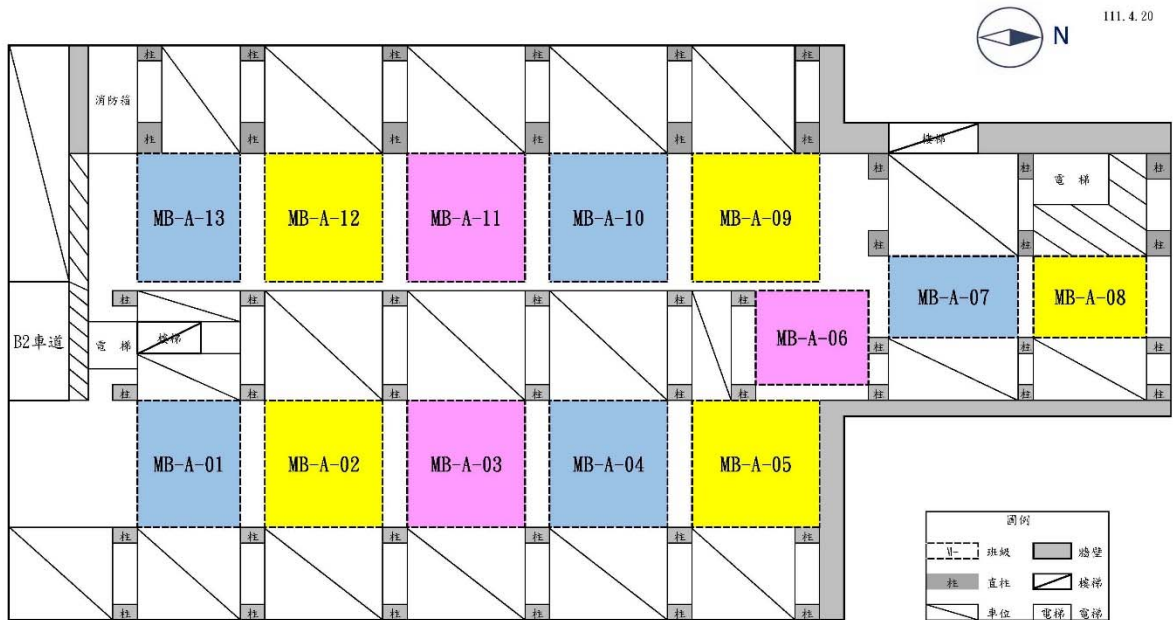 111.4.20
N
柱 柱 柱 柱 柱 柱
消防箱
柱 柱 柱 柱 柱 柱
樓梯
柱 柱 電梯 柱
MB-A-13 MB-A-12 MB-A-11 MB-A-10 MB-A-09
柱 柱 柱
MB-A-07 MB-A-08
柱 柱 柱 柱 柱 柱
B2車道 電梯 樓梯 MB-A-06
柱 柱 柱
柱 柱 柱 柱 柱 柱 柱 柱 柱
MB-A-01 MB-A-02 MB-A-03 MB-A-04 MB-A-05
圖例
柱 柱 柱 柱 柱 柱
班級 牆壁
柱 直柱 樓梯
柱 柱 柱 柱 柱 柱
車位 電梯 電梯